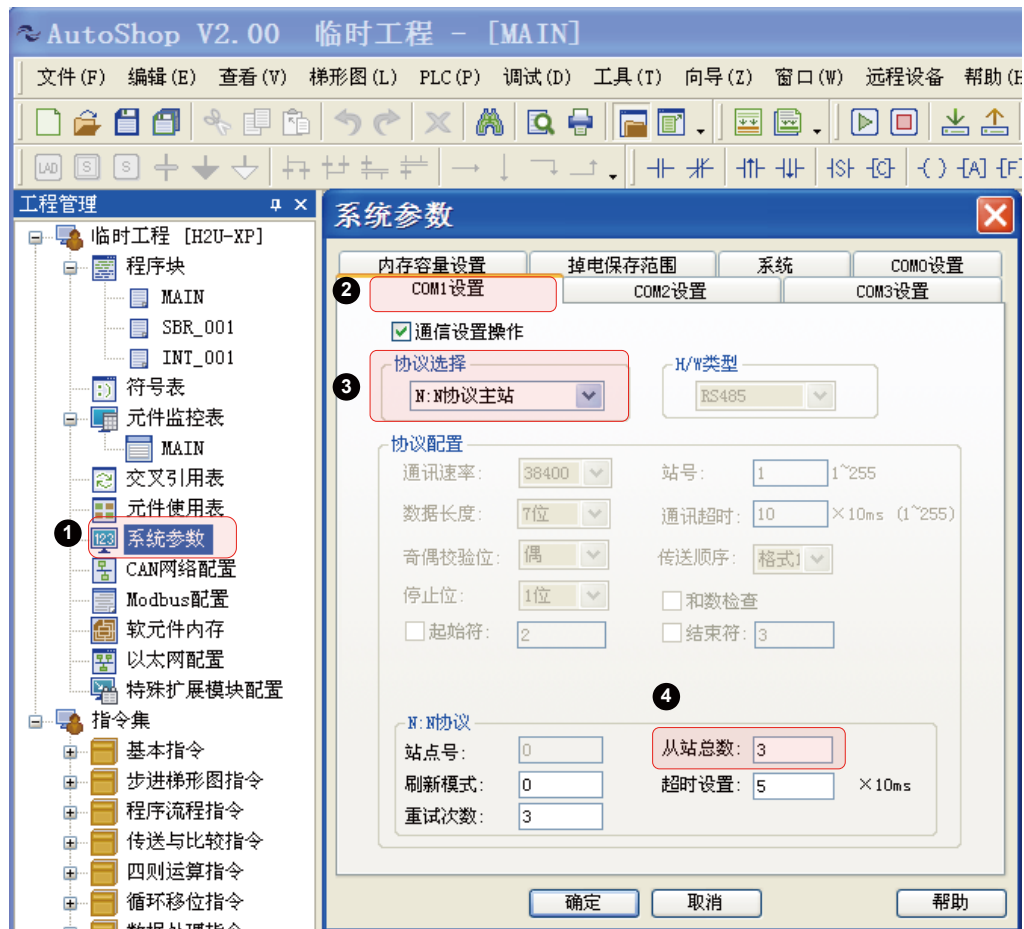 AutoShop V2.00 临时工程 - [MAIN]
文件(F) 编辑(E) 查看(V) 梯形图(L) PLC(P) 调试(D) 工具(T) 向导(Z) 窗口(W) 远程设备 帮助(H
LAD S S
工程管理
临时工程 [H2U-XP]
程序块
MAIN
SBR_001
INT_001
符号表
元件监控表
MAIN
交叉引用表
元件使用表
1 系统参数
CAN网络配置
Modbus配置
软元件内存
以太网配置
特殊扩展模块配置
指令集
基本指令
步进梯形图指令
程序流程指令
传送与比较指令
四则运算指令
循环移位指令
数据处理指令
系统参数
内存容量设置 掉电保存范围 系统 COM0设置
2 COM1设置 COM2设置 COM3设置
通信设置操作
协议选择 H/W类型
3 N:N协议主站 RS485
协议配置
通讯速率: 38400 站号: 1 1~255
数据长度: 7位 通讯超时: 10 ×10ms (1~255)
奇偶校验位: 偶 传送顺序: 格式1
停止位: 1位 和数检查
起始符: 2 结束符: 3
4
N:N协议
站点号: 0 从站总数: 3
刷新模式: 0 超时设置: 5 ×10ms
重试次数: 3
确定 取消 帮助